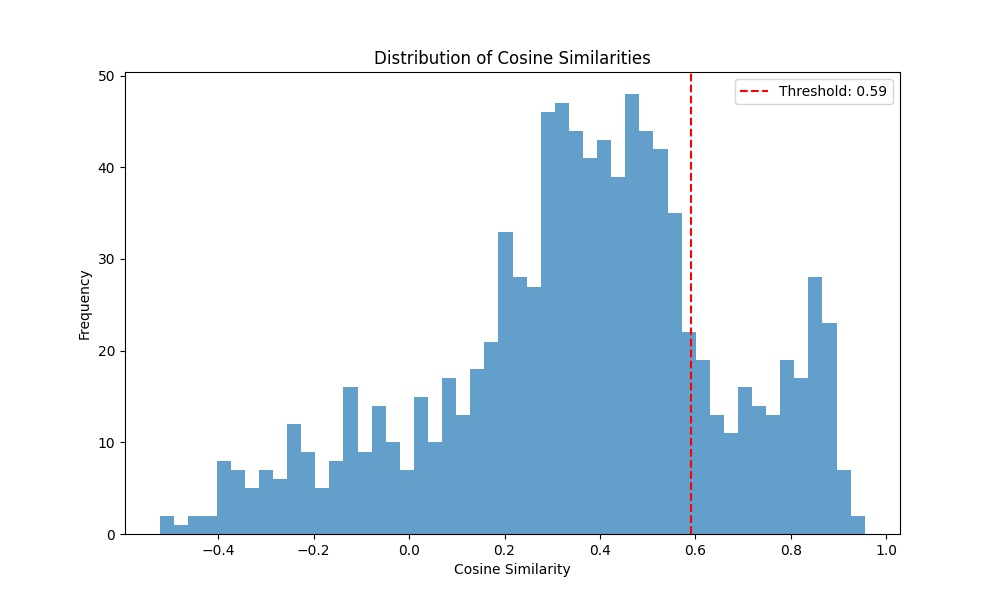 Distribution of Cosine Similarities
Threshold: 0.59
Frequency
50
40
30
20
10
0
−0.4 −0.2 0.0 0.2 0.4 0.6 0.8 1.0
Cosine Similarity